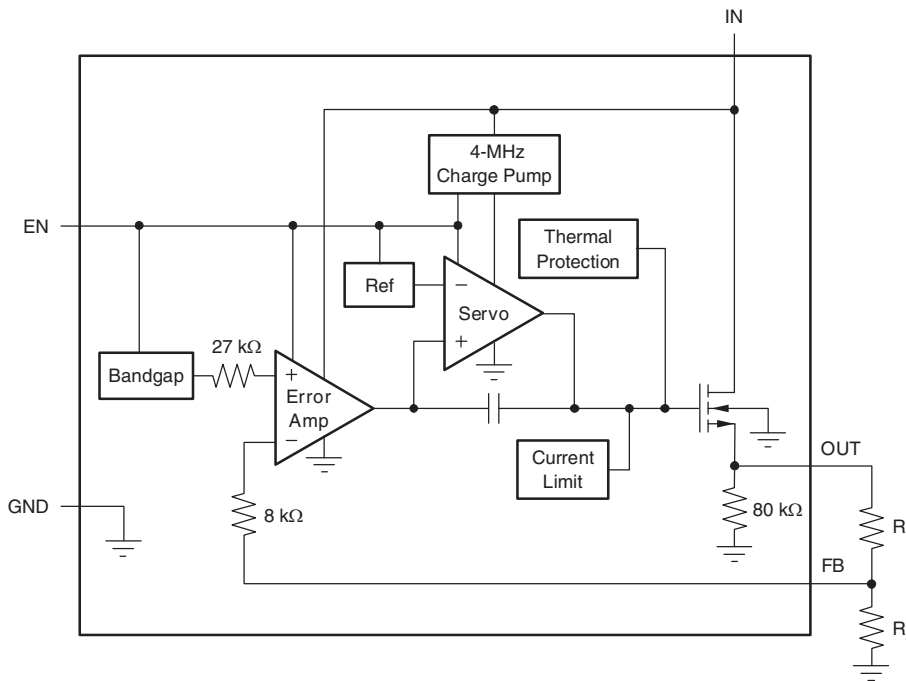 IN
4-MHz
Charge Pump
EN
Thermal
Protection
Ref
−
Servo
+
27 kΩ
Bandgap
+
Error
Amp
−
Current
Limit
OUT
GND
8 kΩ
80 kΩ
R
FB
R